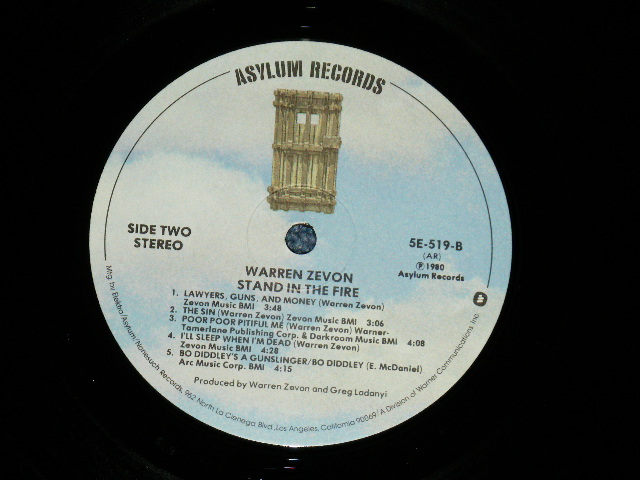 ASYLUM RECORDS
SIDE TWO
STEREO
5E-519-B
(AR)
℗ 1980
Asylum Records
WARREN ZEVON
STAND IN THE FIRE
1. LAWYERS, GUNS, AND MONEY (Warren Zevon)
Zevon Music BMI 3:48
2. THE SIN (Warren Zevon) Zevon Music BMI 3:06
3. POOR POOR PITIFUL ME (Warren Zevon) Warner-
Tamerlane Publishing Corp. & Darkroom Music BMI 4:08
4. I'LL SLEEP WHEN I'M DEAD (Warren Zevon)
Zevon Music BMI 4:28
5. BO DIDDLEY'S A GUNSLINGER/BO DIDDLEY (E. McDaniel)
Arc Music Corp. BMI 4:15
Produced by Warren Zevon and Greg Ladanyi
Mfg. by Elektra/Asylum/Nonesuch Records, 962 North La Cienega Blvd., Los Angeles, California 90069/A Division of Warner Communications Inc.